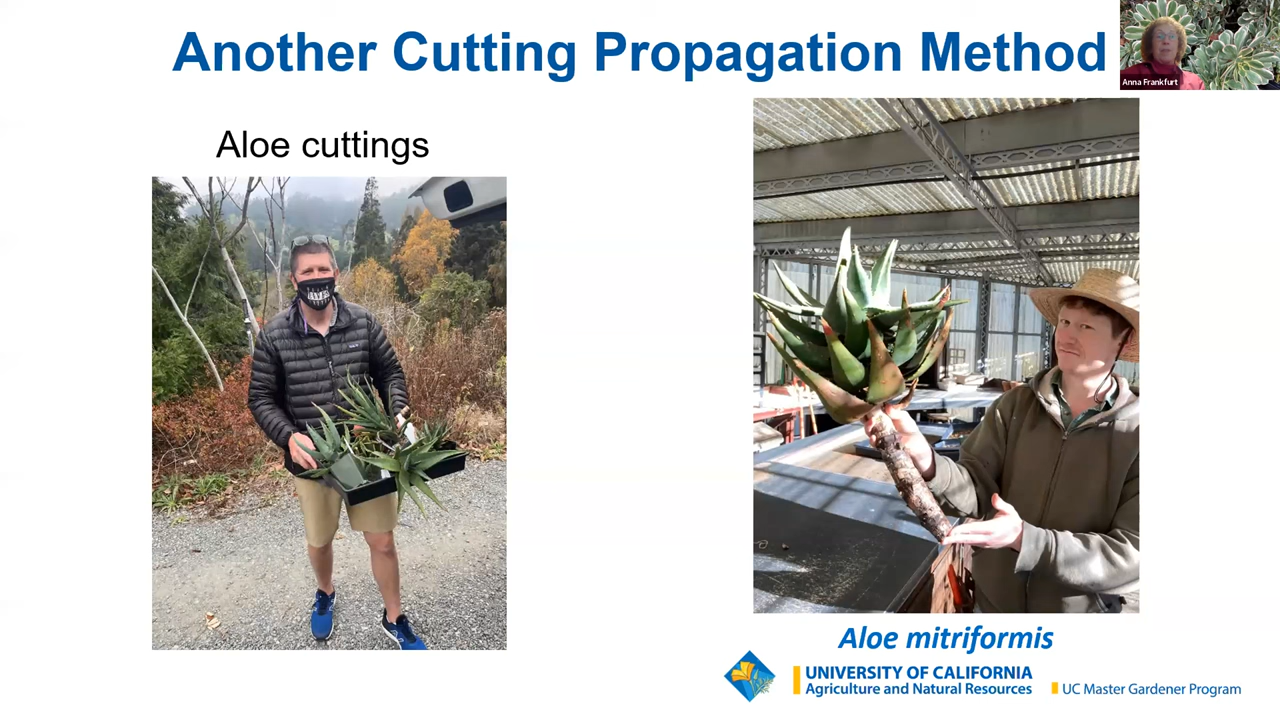 Another Cutting Propagation Method
Anna Frankfurt
Aloe cuttings
Aloe mitriformis
UNIVERSITY OF CALIFORNIA
Agriculture and Natural Resources
UC Master Gardener Program